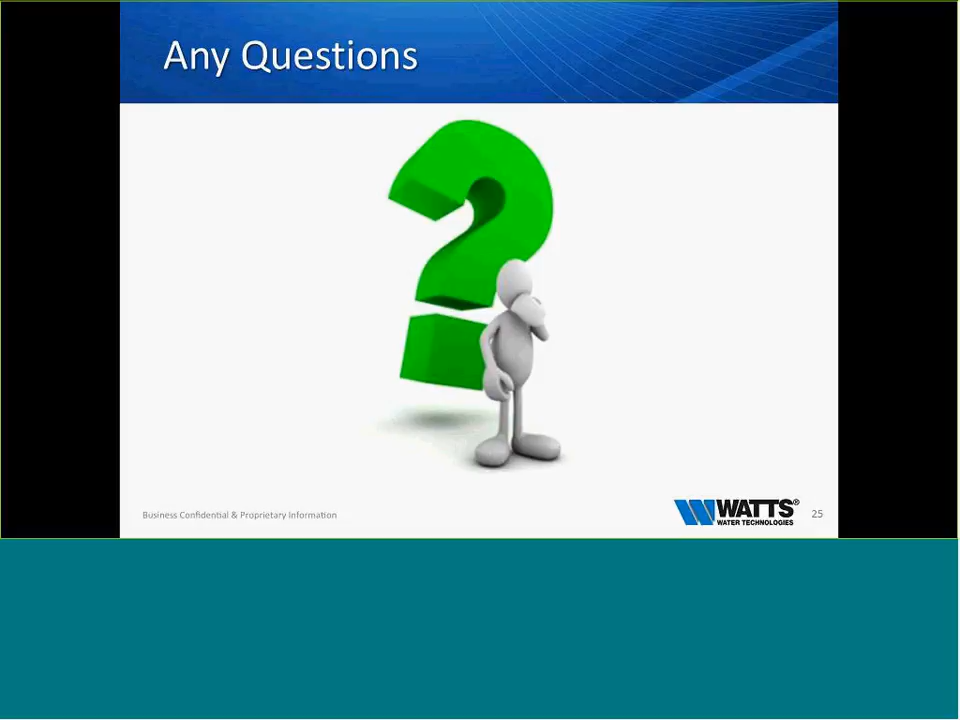 Any Questions
Business Confidential & Proprietary Information
WATTS®
WATER TECHNOLOGIES
25